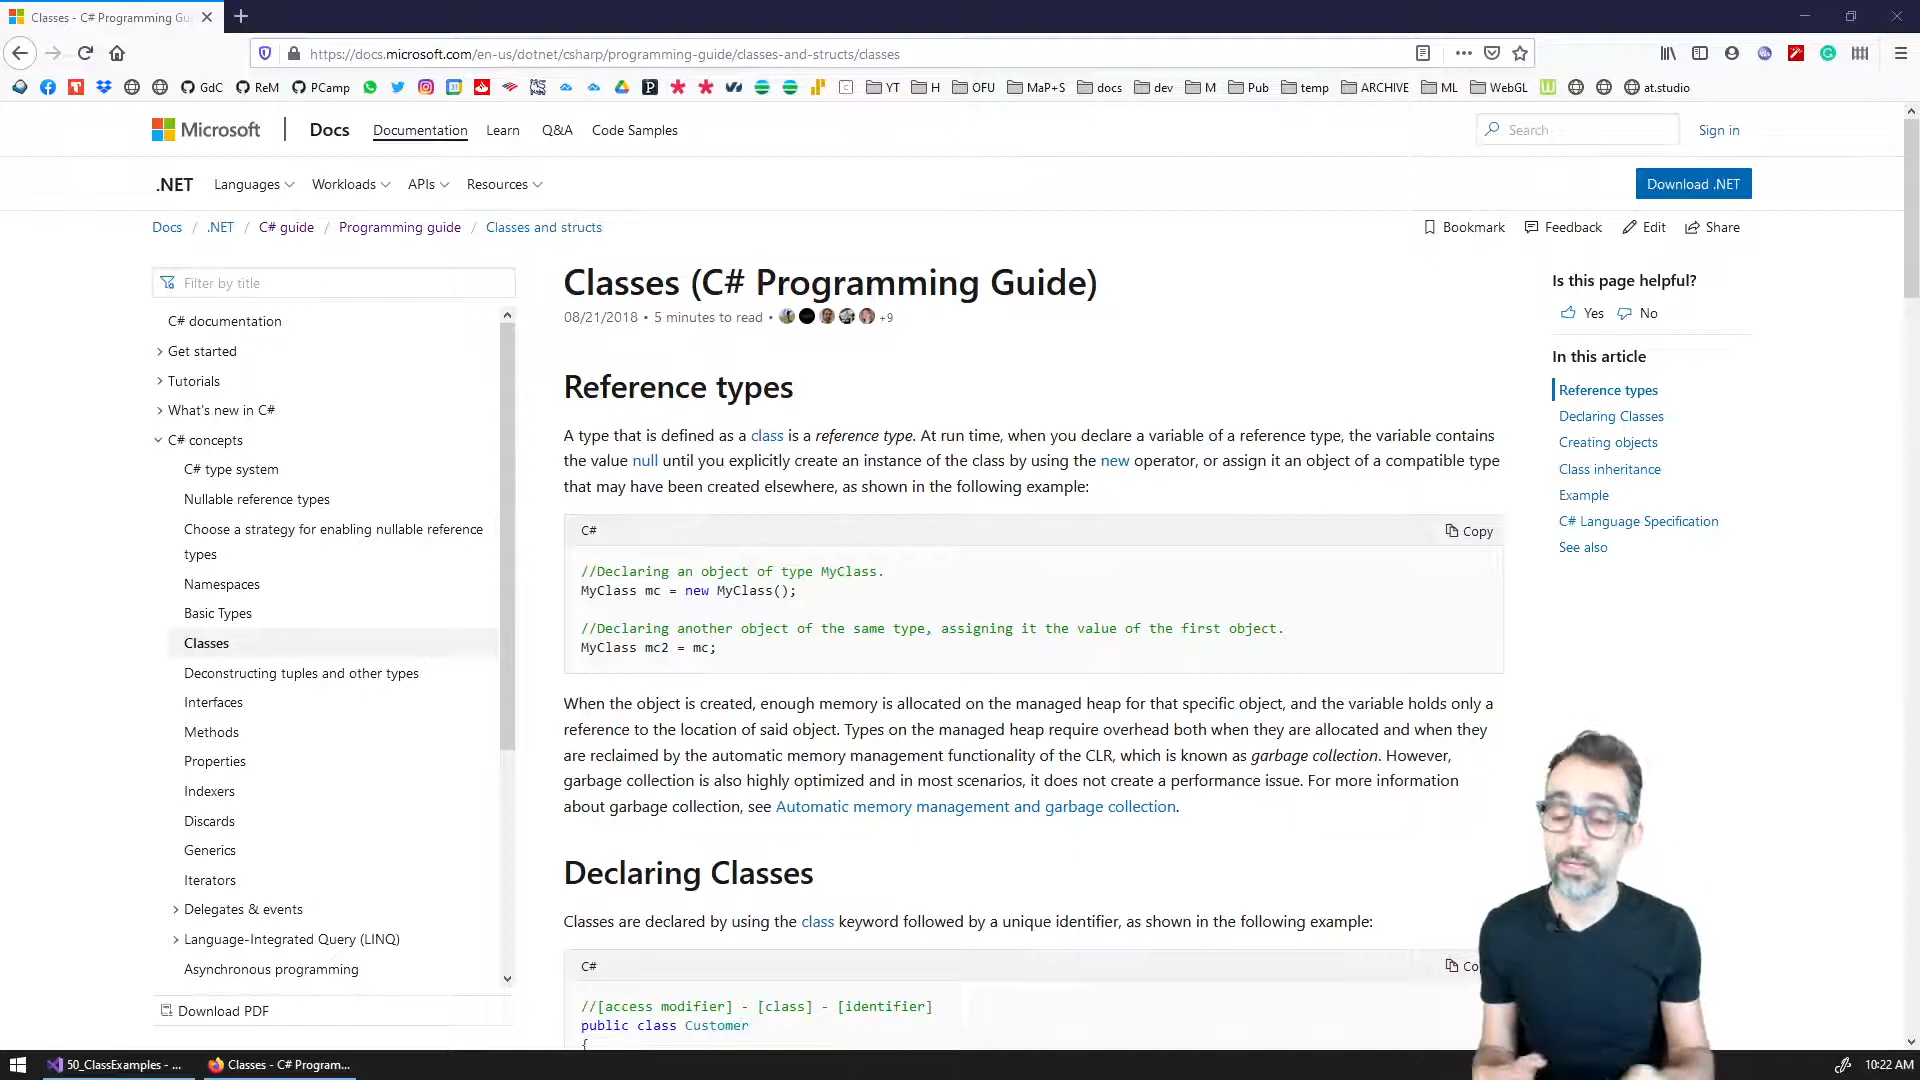 Classes - C# Programming Gu
https://docs.microsoft.com/en-us/dotnet/csharp/programming-guide/classes-and-structs/classes
GdC ReM PCamp YT H OFU MaP+S docs dev M Pub temp ARCHIVE ML WebGL at.studio
Microsoft Docs Documentation Learn Q&A Code Samples Search Sign in
.NET Languages Workloads APIs Resources Download .NET
Docs / .NET / C# guide / Programming guide / Classes and structs Bookmark Feedback Edit Share
Filter by title
C# documentation
Get started
Tutorials
What's new in C#
C# concepts
C# type system
Nullable reference types
Choose a strategy for enabling nullable reference
types
Namespaces
Basic Types
Classes
Deconstructing tuples and other types
Interfaces
Methods
Properties
Indexers
Discards
Generics
Iterators
Delegates & events
Language-Integrated Query (LINQ)
Asynchronous programming
Download PDF
Classes (C# Programming Guide)
08/21/2018 • 5 minutes to read • +9
Reference types
A type that is defined as a class is a reference type. At run time, when you declare a variable of a reference type, the variable contains
the value null until you explicitly create an instance of the class by using the new operator, or assign it an object of a compatible type
that may have been created elsewhere, as shown in the following example:
C# Copy
//Declaring an object of type MyClass.
MyClass mc = new MyClass();
//Declaring another object of the same type, assigning it the value of the first object.
MyClass mc2 = mc;
When the object is created, enough memory is allocated on the managed heap for that specific object, and the variable holds only a
reference to the location of said object. Types on the managed heap require overhead both when they are allocated and when they
are reclaimed by the automatic memory management functionality of the CLR, which is known as garbage collection. However,
garbage collection is also highly optimized and in most scenarios, it does not create a performance issue. For more information
about garbage collection, see Automatic memory management and garbage collection.
Declaring Classes
Classes are declared by using the class keyword followed by a unique identifier, as shown in the following example:
C# Co
//[access modifier] - [class] - [identifier]
public class Customer
{
Is this page helpful?
Yes No
In this article
Reference types
Declaring Classes
Creating objects
Class inheritance
Example
C# Language Specification
See also
50_ClassExamples - ... Classes - C# Program... 10:22 AM